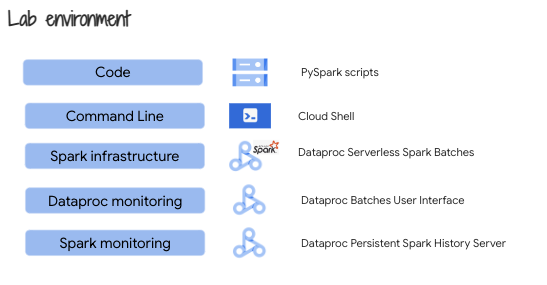 Lab environment
Code
PySpark scripts
Command Line
Cloud Shell
Spark infrastructure
Spark
Dataproc Serverless Spark Batches
Dataproc monitoring
Dataproc Batches User Interface
Spark monitoring
Dataproc Persistent Spark History Server